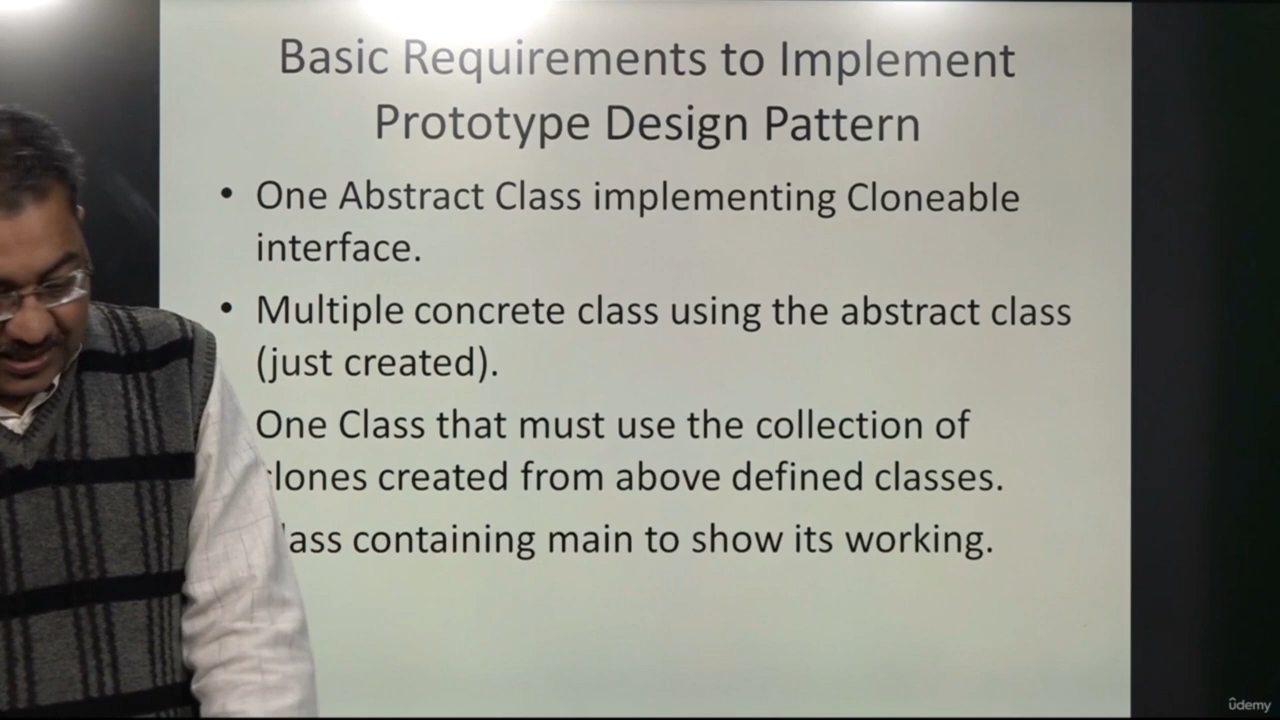 Basic Requirements to Implement
Prototype Design Pattern
• One Abstract Class implementing Cloneable
interface.
• Multiple concrete class using the abstract class
(just created).
One Class that must use the collection of
lones created from above defined classes.
ass containing main to show its working.
ûdemy